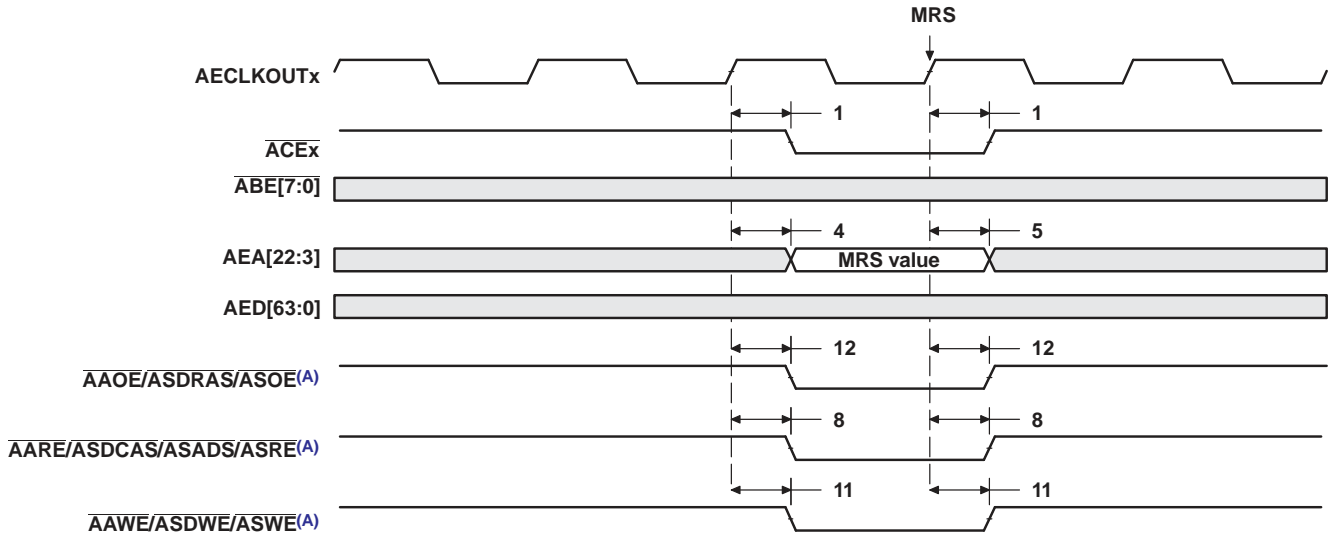 MRS
AECLKOUTx
1 1
ACEx
ABE[7:0]
4 5
AEA[22:3] MRS value
AED[63:0]
12 12
AAOE/ASDRAS/ASOE(A)
8 8
AARE/ASDCAS/ASADS/ASRE(A)
11 11
AAWE/ASDWE/ASWE(A)